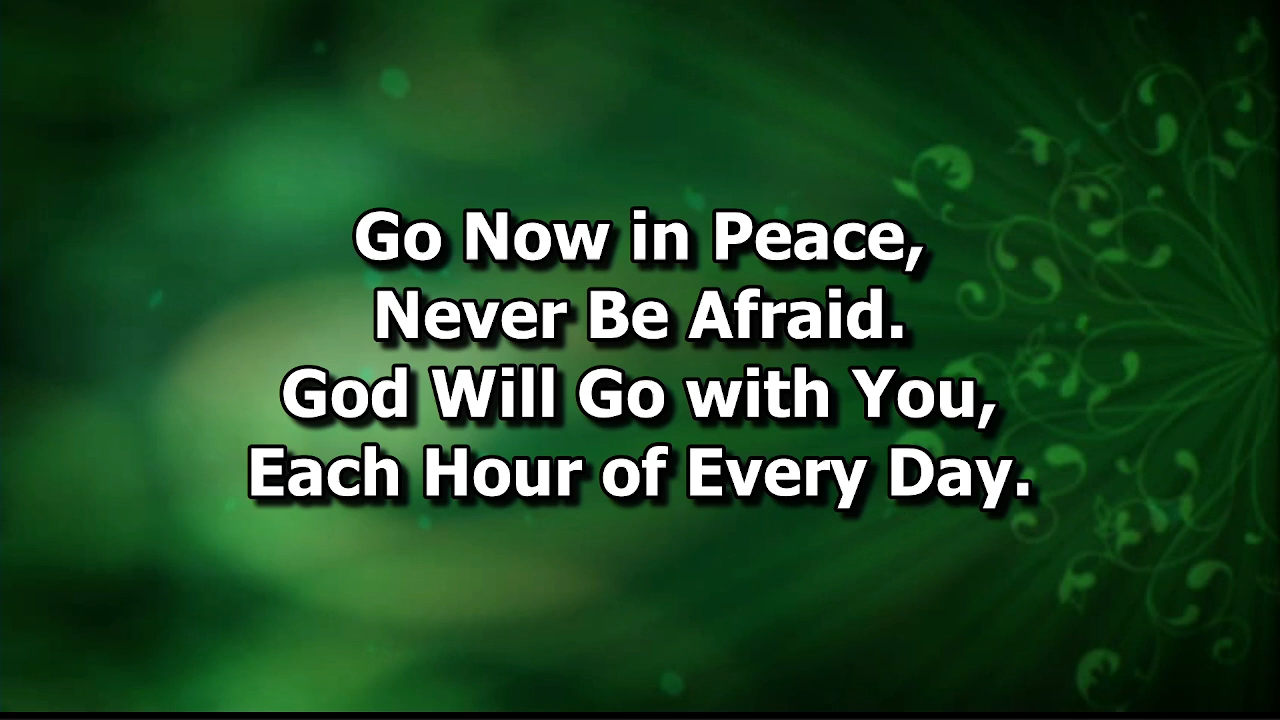 Go Now in Peace,
Never Be Afraid.
God Will Go with You,
Each Hour of Every Day.